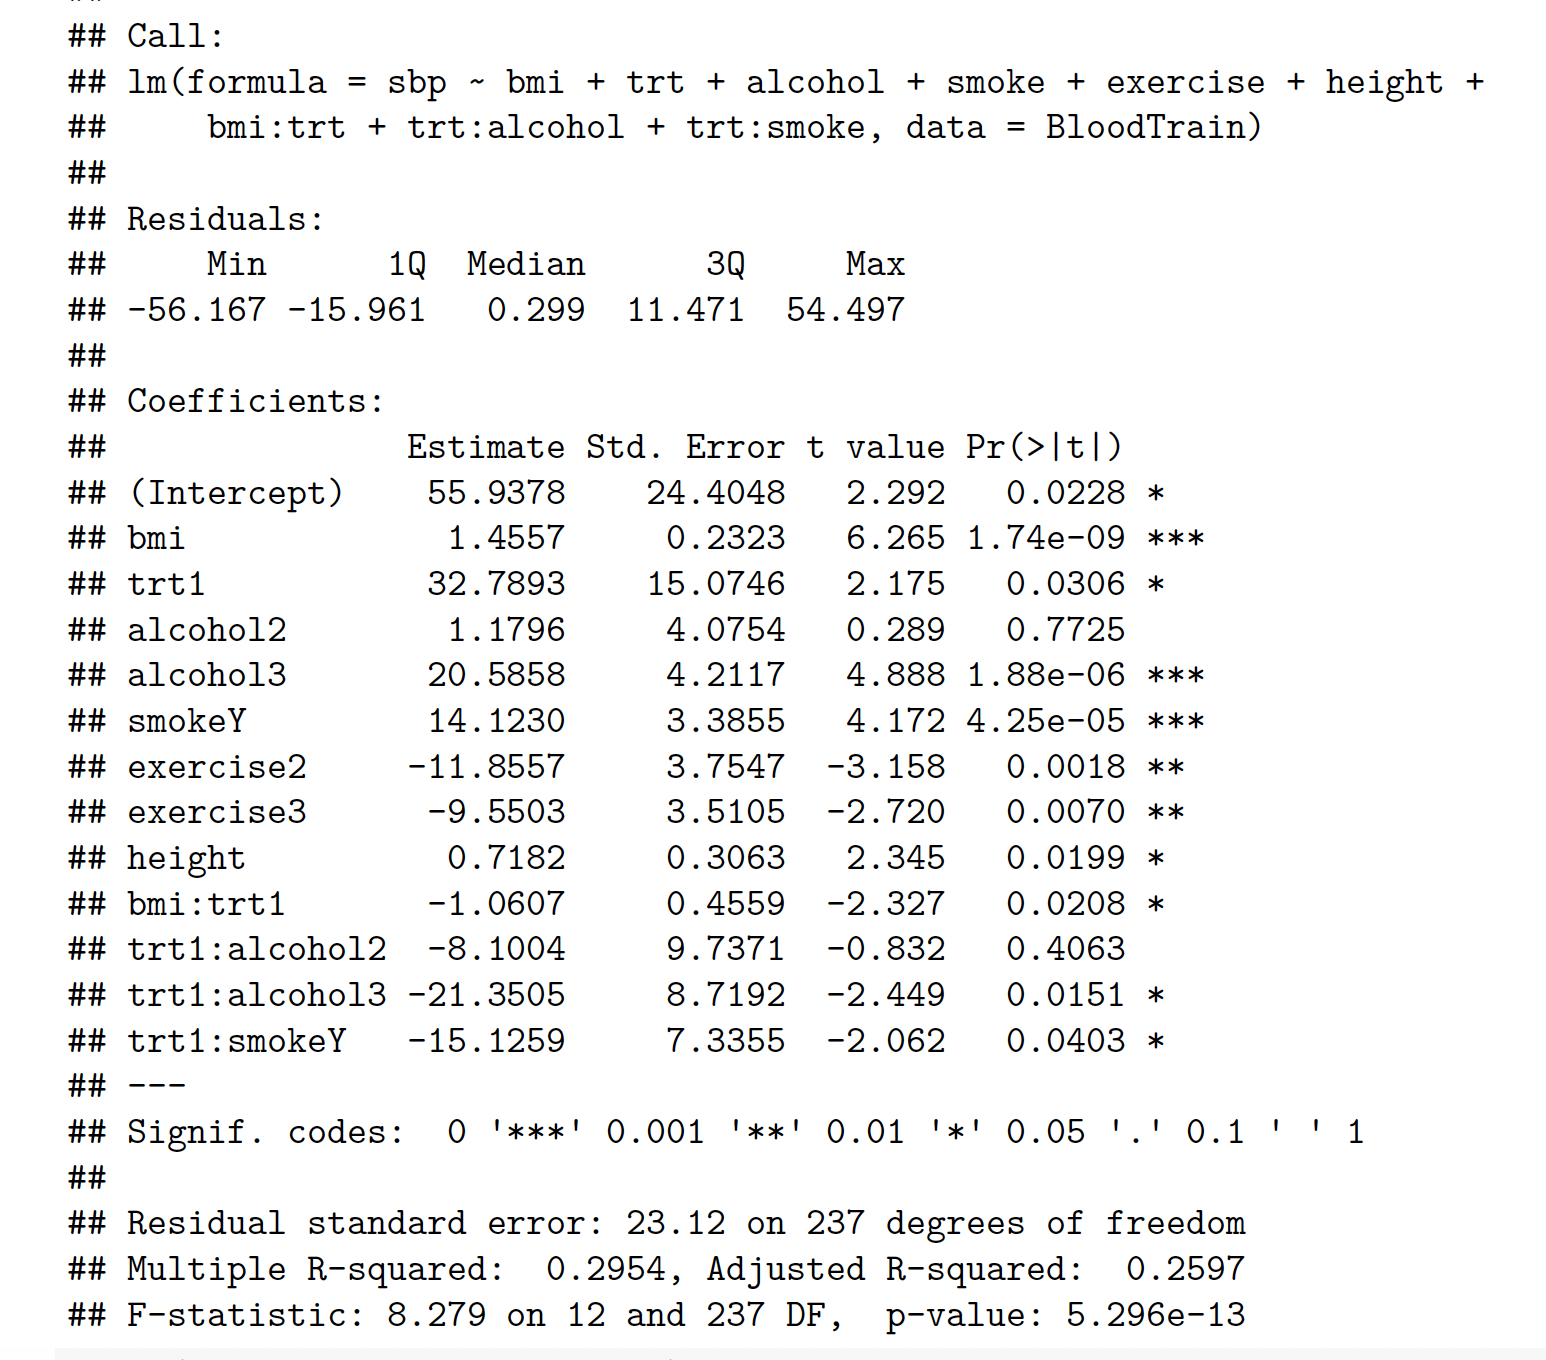 ## Call:
## lm(formula = sbp ~ bmi + trt + alcohol + smoke + exercise + height +
##     bmi:trt + trt:alcohol + trt:smoke, data = BloodTrain)
##
## Residuals:
##     Min      1Q  Median      3Q     Max
## -56.167 -15.961   0.299  11.471  54.497
##
## Coefficients:
##               Estimate Std. Error t value Pr(>|t|)
## (Intercept)    55.9378    24.4048   2.292   0.0228 *
## bmi             1.4557     0.2323   6.265 1.74e-09 ***
## trt1           32.7893    15.0746   2.175   0.0306 *
## alcohol2        1.1796     4.0754   0.289   0.7725
## alcohol3       20.5858     4.2117   4.888 1.88e-06 ***
## smokeY         14.1230     3.3855   4.172 4.25e-05 ***
## exercise2     -11.8557     3.7547  -3.158   0.0018 **
## exercise3      -9.5503     3.5105  -2.720   0.0070 **
## height          0.7182     0.3063   2.345   0.0199 *
## bmi:trt1       -1.0607     0.4559  -2.327   0.0208 *
## trt1:alcohol2  -8.1004     9.7371  -0.832   0.4063
## trt1:alcohol3 -21.3505     8.7192  -2.449   0.0151 *
## trt1:smokeY   -15.1259     7.3355  -2.062   0.0403 *
## ---
## Signif. codes:  0 '***' 0.001 '**' 0.01 '*' 0.05 '.' 0.1 ' ' 1
##
## Residual standard error: 23.12 on 237 degrees of freedom
## Multiple R-squared:  0.2954, Adjusted R-squared:  0.2597
## F-statistic: 8.279 on 12 and 237 DF,  p-value: 5.296e-13